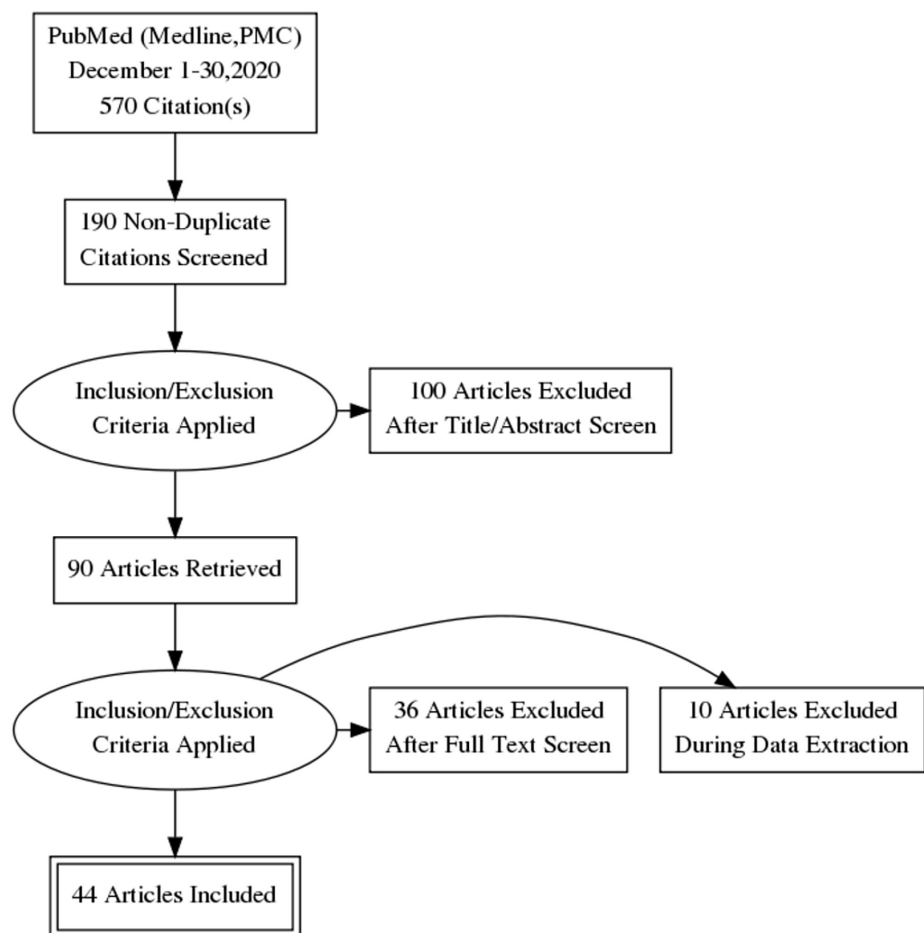 PubMed (Medline,PMC)
December 1-30,2020
570 Citation(s)
190 Non-Duplicate
Citations Screened
Inclusion/Exclusion
Criteria Applied
100 Articles Excluded
After Title/Abstract Screen
90 Articles Retrieved
Inclusion/Exclusion
Criteria Applied
36 Articles Excluded
After Full Text Screen
10 Articles Excluded
During Data Extraction
44 Articles Included